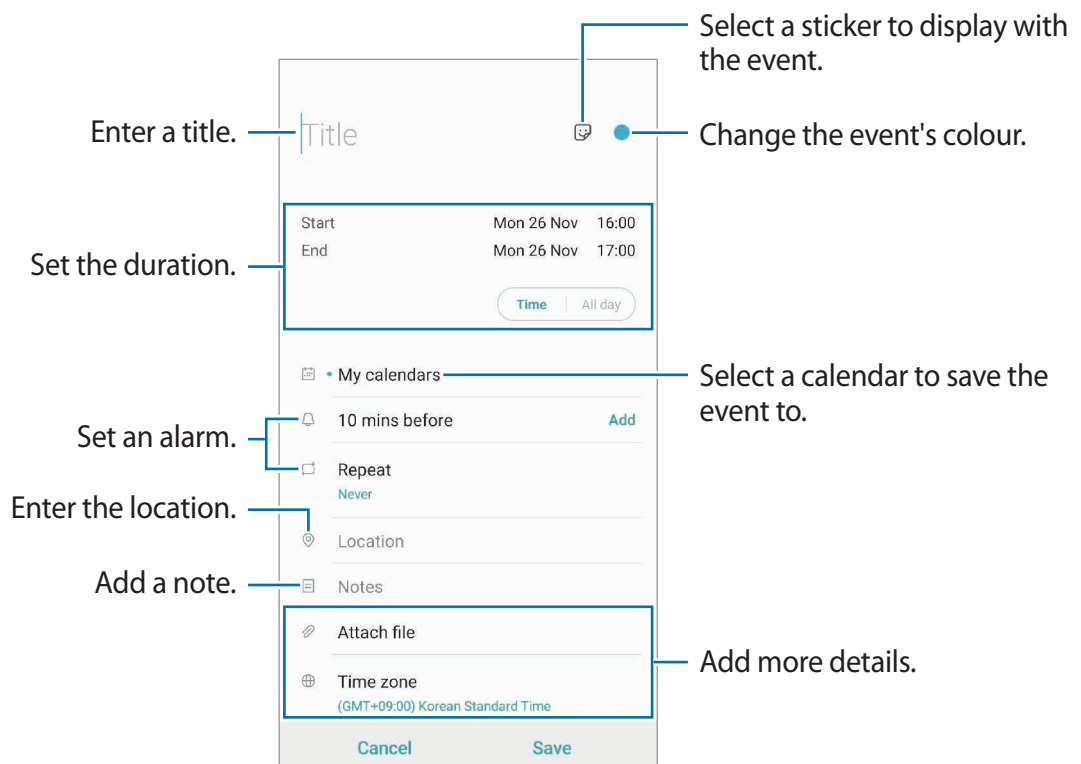 Select a sticker to display with
the event.
Enter a title.
Title
Change the event's colour.
Start Mon 26 Nov 16:00
End Mon 26 Nov 17:00
Set the duration.
Time All day
My calendars
Select a calendar to save the
event to.
10 mins before Add
Set an alarm.
Repeat
Never
Enter the location.
Location
Add a note.
Notes
Attach file
Add more details.
Time zone
(GMT+09:00) Korean Standard Time
Cancel Save